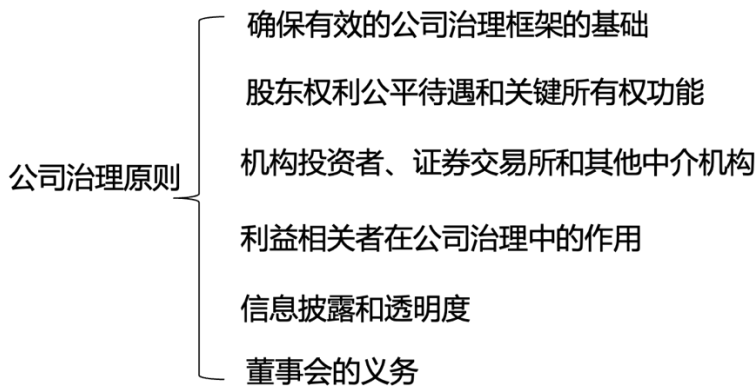 确保有效的公司治理框架的基础
股东权利公平待遇和关键所有权功能
机构投资者、证券交易所和其他中介机构
公司治理原则
利益相关者在公司治理中的作用
信息披露和透明度
董事会的义务